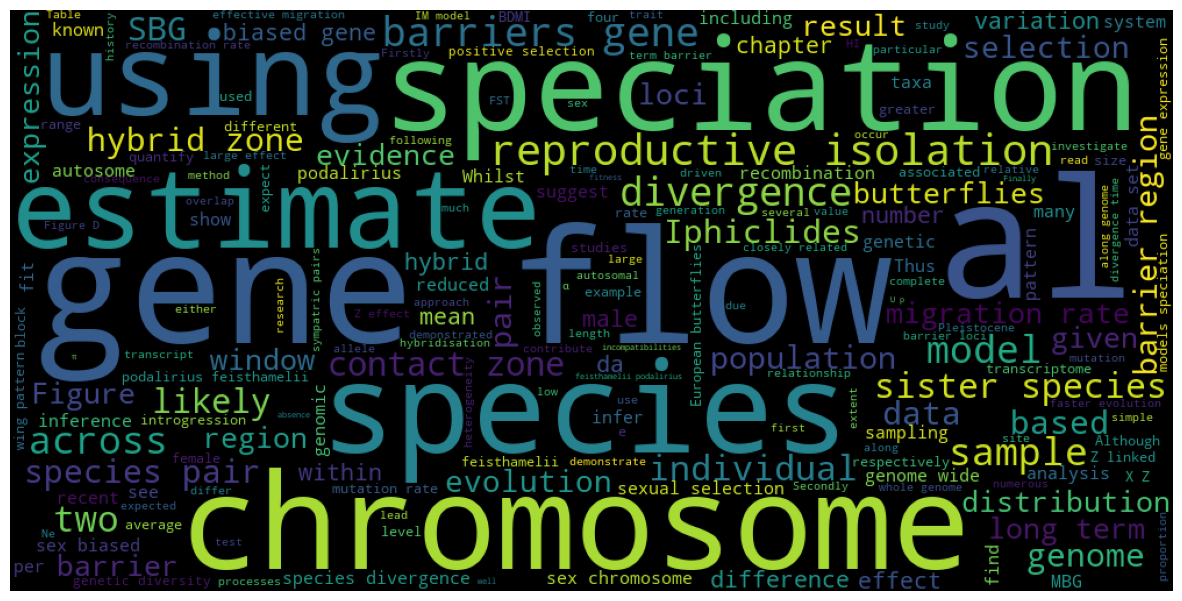 Table
effective migration
IM model
BDMI
four
trait
including
variation
system
known
history
SBG
biased gene
barriers gene
result
study
recombination rate
Firstly
positive selection
term barrier
chapter
HI
particular
selection
expression
using
speciation
used
FST
sex
loci
taxa
greater
gene expression
range
different
hybrid zone
following
reproductive isolation
occur
investigate
quantify
large effect
evidence
autosome
podalirius
Whilst
time
driven
recombination
associated
relative
read
size
consequence
method
expect
suggest
fitness
divergence
butterflies
Finally
barrier region
estimate
overlap
much
rate
generation
several
value
number
many
data set
along genome
divergence time
Figure D
show
Iphiclides
closely related
genetic
pattern
models speciation
gene flow
al
studies
large
European butterflies
Thus
complete
fit
hybrid
reduced
autosomal
α
example
due
U p
either
research
sympatric pairs
Z effect
approach
demonstrated
observed
pair
migration rate
Pleistocene
given
wing pattern
block
π
mean
male
length
contribute
barrier loci
mutation
transcript
allele
hybridisation
heterogeneity
incompatibilities
window
contact zone
da
population
model
podalirius feisthamelii
feisthamelii podalirius
relationship
transcriptome
Figure
likely
species
low
use
extent
sister species
faster evolution
simple
inference
introgression
absence
genomic
infer
e
first
data
based
across
region
sampling
site
Although
along
respectively
sample
Z linked
species pair
female
within
feisthamelii
demonstrate
individual
genome wide
analysis
X Z
recent
differ
see
evolution
sexual selection
Secondly
mutation rate
whole genome
numerous
distribution
expected
two
average
chromosome
lead
level
long term
Ne
test
sex biased
find
genome
proportion
per
barrier
genetic diversity
processes
species divergence
well
sex chromosome
difference
effect
MBG